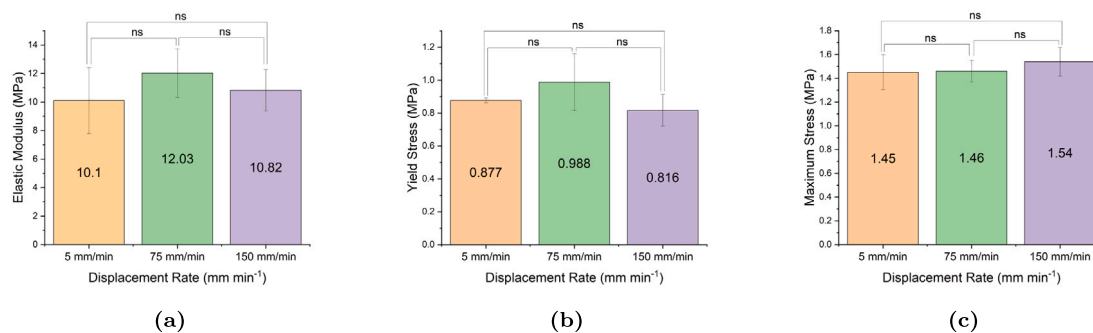 ns
ns
ns
14
12
10
8
6
4
2
0
Elastic Modulus (MPa)
10.1
12.03
10.82
5 mm/min
75 mm/min
150 mm/min
Displacement Rate (mm min⁻¹)
(a)
ns
ns
ns
1.2
1.0
0.8
0.6
0.4
0.2
0.0
Yield Stress (MPa)
0.877
0.988
0.816
5 mm/min
75 mm/min
150 mm/min
Displacement Rate (mm min⁻¹)
(b)
ns
ns
ns
1.8
1.6
1.4
1.2
1.0
0.8
0.6
0.4
0.2
0.0
Maximum Stress (MPa)
1.45
1.46
1.54
5 mm/min
75 mm/min
150 mm/min
Displacement Rate (mm min⁻¹)
(c)